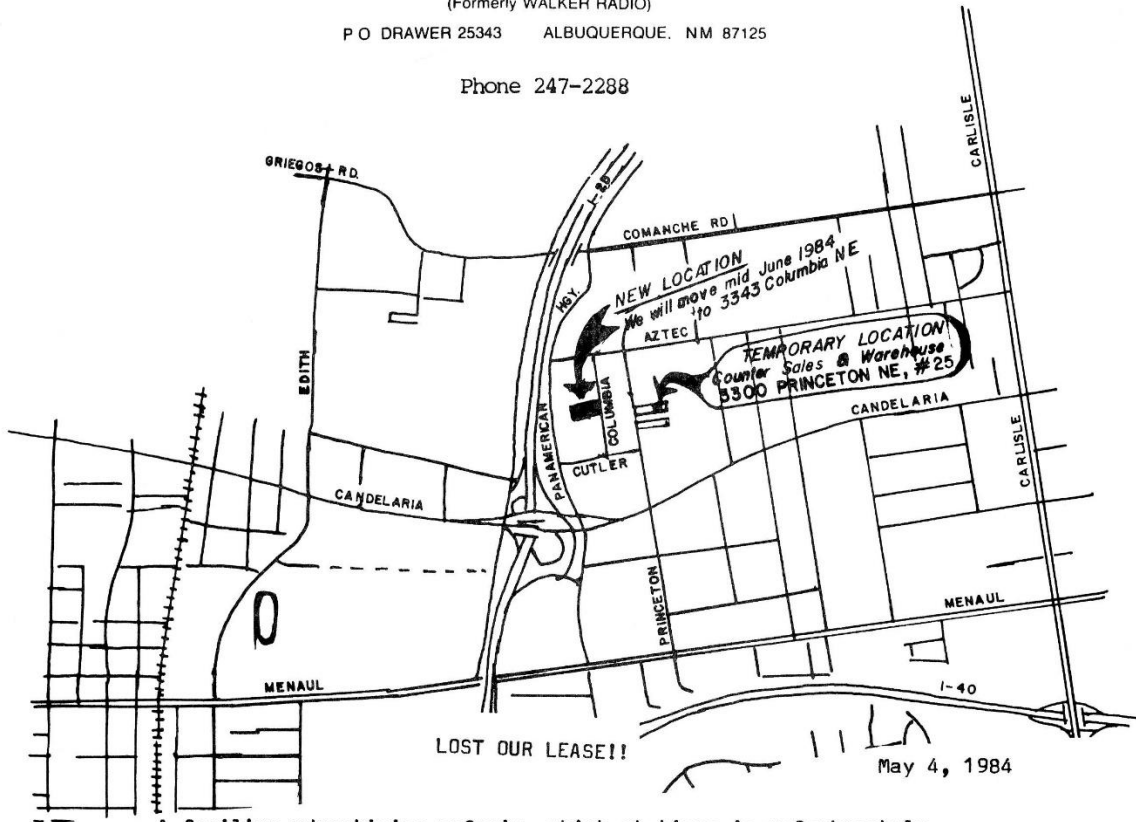 (Formerly WALKER RADIO)
P O DRAWER 25343 ALBUQUERQUE, NM 87125
Phone 247-2288
CARLISLE
GRIEGOS RD.
I-25
COMANCHE RD
NEW LOCATION
We will move mid June 1984
to 3343 Columbia NE
HGY.
AZTEC
TEMPORARY LOCATION
Counter Sales & Warehouse
3300 PRINCETON NE, #25
EDITH
COLUMBIA
CANDELARIA
PANAMERICAN
CUTLER
CARLISLE
CANDELARIA
PRINCETON
MENAUL
MENAUL
I-40
LOST OUR LEASE!!
May 4, 1984